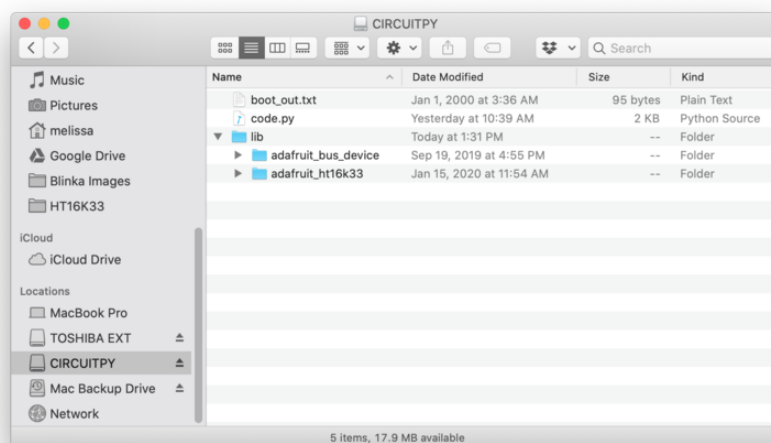 CIRCUITPY
Search
Music
Pictures
melissa
Google Drive
Blinka Images
HT16K33
iCloud
iCloud Drive
Locations
MacBook Pro
TOSHIBA EXT
CIRCUITPY
Mac Backup Drive
Network
Name Date Modified Size Kind
boot_out.txt Jan 1, 2000 at 3:36 AM 95 bytes Plain Text
code.py Yesterday at 10:39 AM 2 KB Python Source
lib Today at 1:31 PM -- Folder
adafruit_bus_device Sep 19, 2019 at 4:55 PM -- Folder
adafruit_ht16k33 Jan 15, 2020 at 11:54 AM -- Folder
5 items, 17.9 MB available